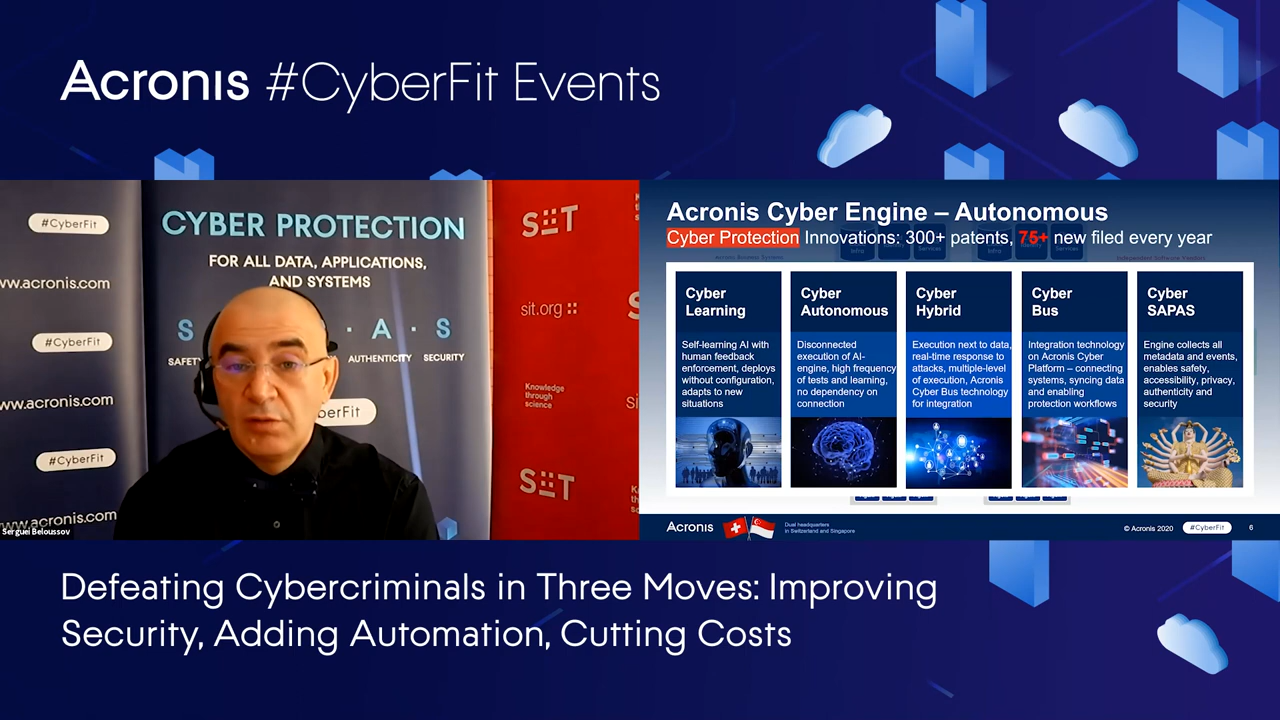 Acronis #CyberFit Events
#CyberFit
www.acronis.com
#CyberFit
www.acronis.com
#CyberFit
www.acronis.com
CYBER PROTECTION
FOR ALL DATA, APPLICATIONS,
AND SYSTEMS
S · A · S
AUTHENTICITY SECURITY
sit.org
Knowledge
through
science
Serguei Beloussov
Acronis Cyber Engine – Autonomous
Cyber Protection Innovations: 300+ patents, 75+ new filed every year
Cyber
Learning
Self-learning AI with
human feedback
enforcement, deploys
without configuration,
adapts to new
situations
Cyber
Autonomous
Disconnected
execution of AI-
engine, high frequency
of tests and learning,
no dependency on
connection
Cyber
Hybrid
Execution next to data,
real-time response to
attacks, multiple-level
of execution, Acronis
Cyber Bus technology
for integration
Cyber
Bus
Integration technology
on Acronis Cyber
Platform – connecting
systems, syncing data
and enabling
protection workflows
Cyber
SAPAS
Engine collects all
metadata and events,
enables safety,
accessibility, privacy,
authenticity and
security
Acronis
Dual headquarters
in Switzerland and Singapore
© Acronis 2020
#CyberFit
6
Defeating Cybercriminals in Three Moves: Improving
Security, Adding Automation, Cutting Costs